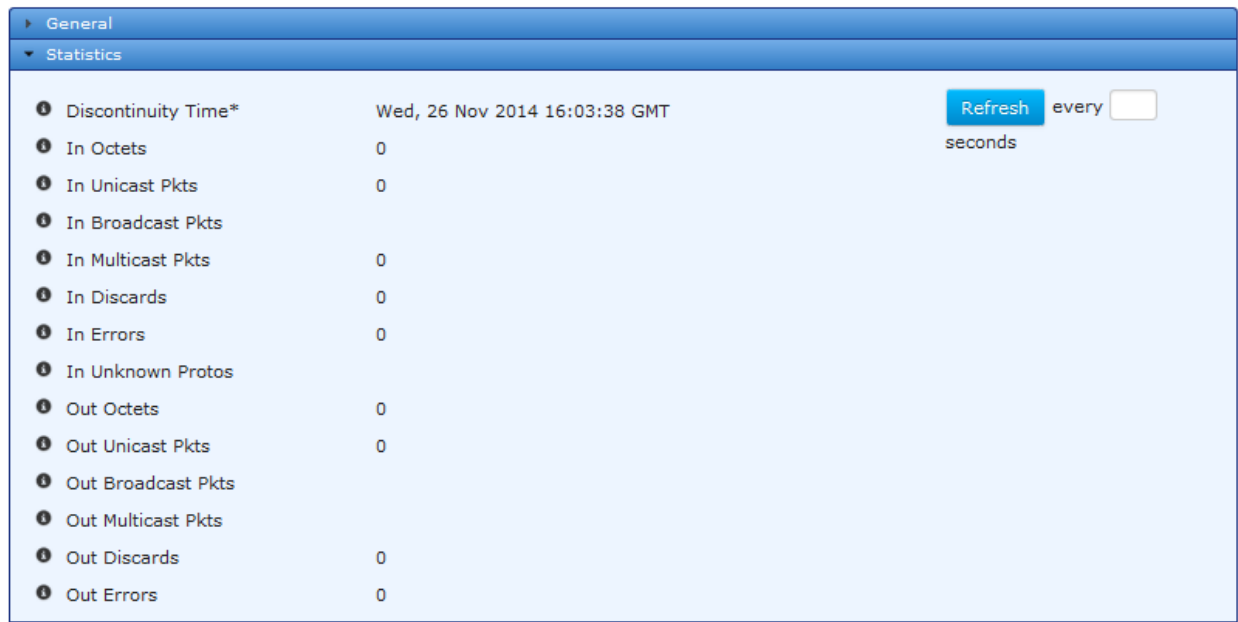 General
Statistics
Discontinuity Time* Wed, 26 Nov 2014 16:03:38 GMT Refresh every
seconds
In Octets 0
In Unicast Pkts 0
In Broadcast Pkts
In Multicast Pkts 0
In Discards 0
In Errors 0
In Unknown Protos
Out Octets 0
Out Unicast Pkts 0
Out Broadcast Pkts
Out Multicast Pkts
Out Discards 0
Out Errors 0